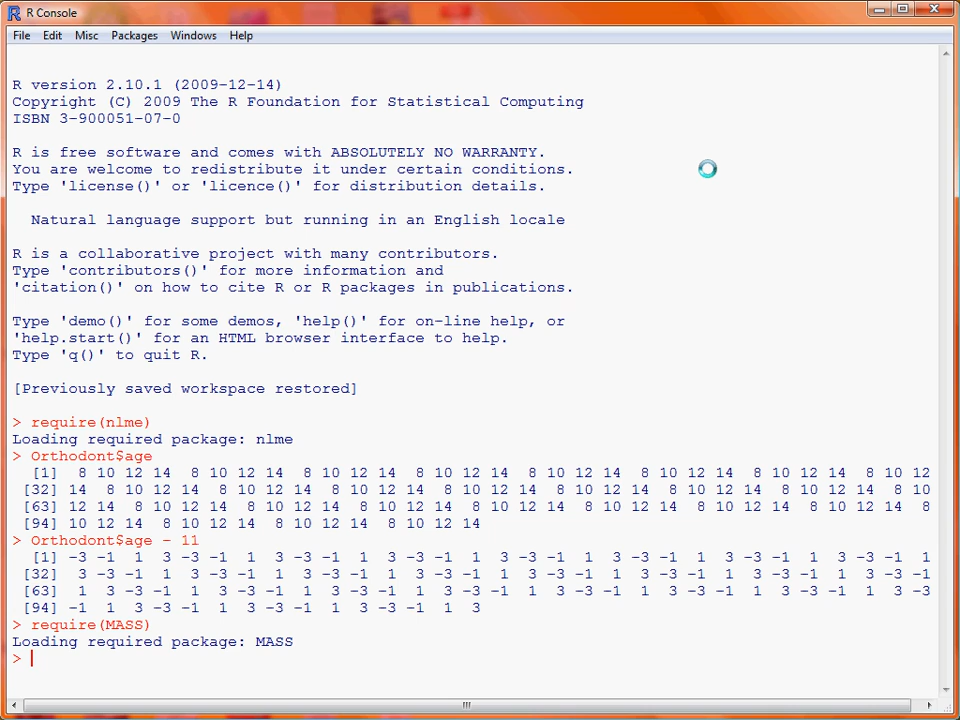 R Console
File Edit Misc Packages Windows Help
R version 2.10.1 (2009-12-14)
Copyright (C) 2009 The R Foundation for Statistical Computing
ISBN 3-900051-07-0
R is free software and comes with ABSOLUTELY NO WARRANTY.
You are welcome to redistribute it under certain conditions.
Type 'license()' or 'licence()' for distribution details.
Natural language support but running in an English locale
R is a collaborative project with many contributors.
Type 'contributors()' for more information and
'citation()' on how to cite R or R packages in publications.
Type 'demo()' for some demos, 'help()' for on-line help, or
'help.start()' for an HTML browser interface to help.
Type 'q()' to quit R.
[Previously saved workspace restored]
> require(nlme)
Loading required package: nlme
> Orthodont$age
[1] 8 10 12 14 8 10 12 14 8 10 12 14 8 10 12 14 8 10 12 14 8 10 12 14 8 10 12 14 8 10 12
[32] 14 8 10 12 14 8 10 12 14 8 10 12 14 8 10 12 14 8 10 12 14 8 10 12 14 8 10 12 14 8 10
[63] 12 14 8 10 12 14 8 10 12 14 8 10 12 14 8 10 12 14 8 10 12 14 8 10 12 14 8 10 12 14 8
[94] 10 12 14 8 10 12 14 8 10 12 14 8 10 12 14
> Orthodont$age - 11
[1] -3 -1 1 3 -3 -1 1 3 -3 -1 1 3 -3 -1 1 3 -3 -1 1 3 -3 -1 1 3 -3 -1 1 3 -3 -1 1
[32] 3 -3 -1 1 3 -3 -1 1 3 -3 -1 1 3 -3 -1 1 3 -3 -1 1 3 -3 -1 1 3 -3 -1 1 3 -3 -1
[63] 1 3 -3 -1 1 3 -3 -1 1 3 -3 -1 1 3 -3 -1 1 3 -3 -1 1 3 -3 -1 1 3 -3 -1 1 3 -3
[94] -1 1 3 -3 -1 1 3 -3 -1 1 3 -3 -1 1 3
> require(MASS)
Loading required package: MASS
>